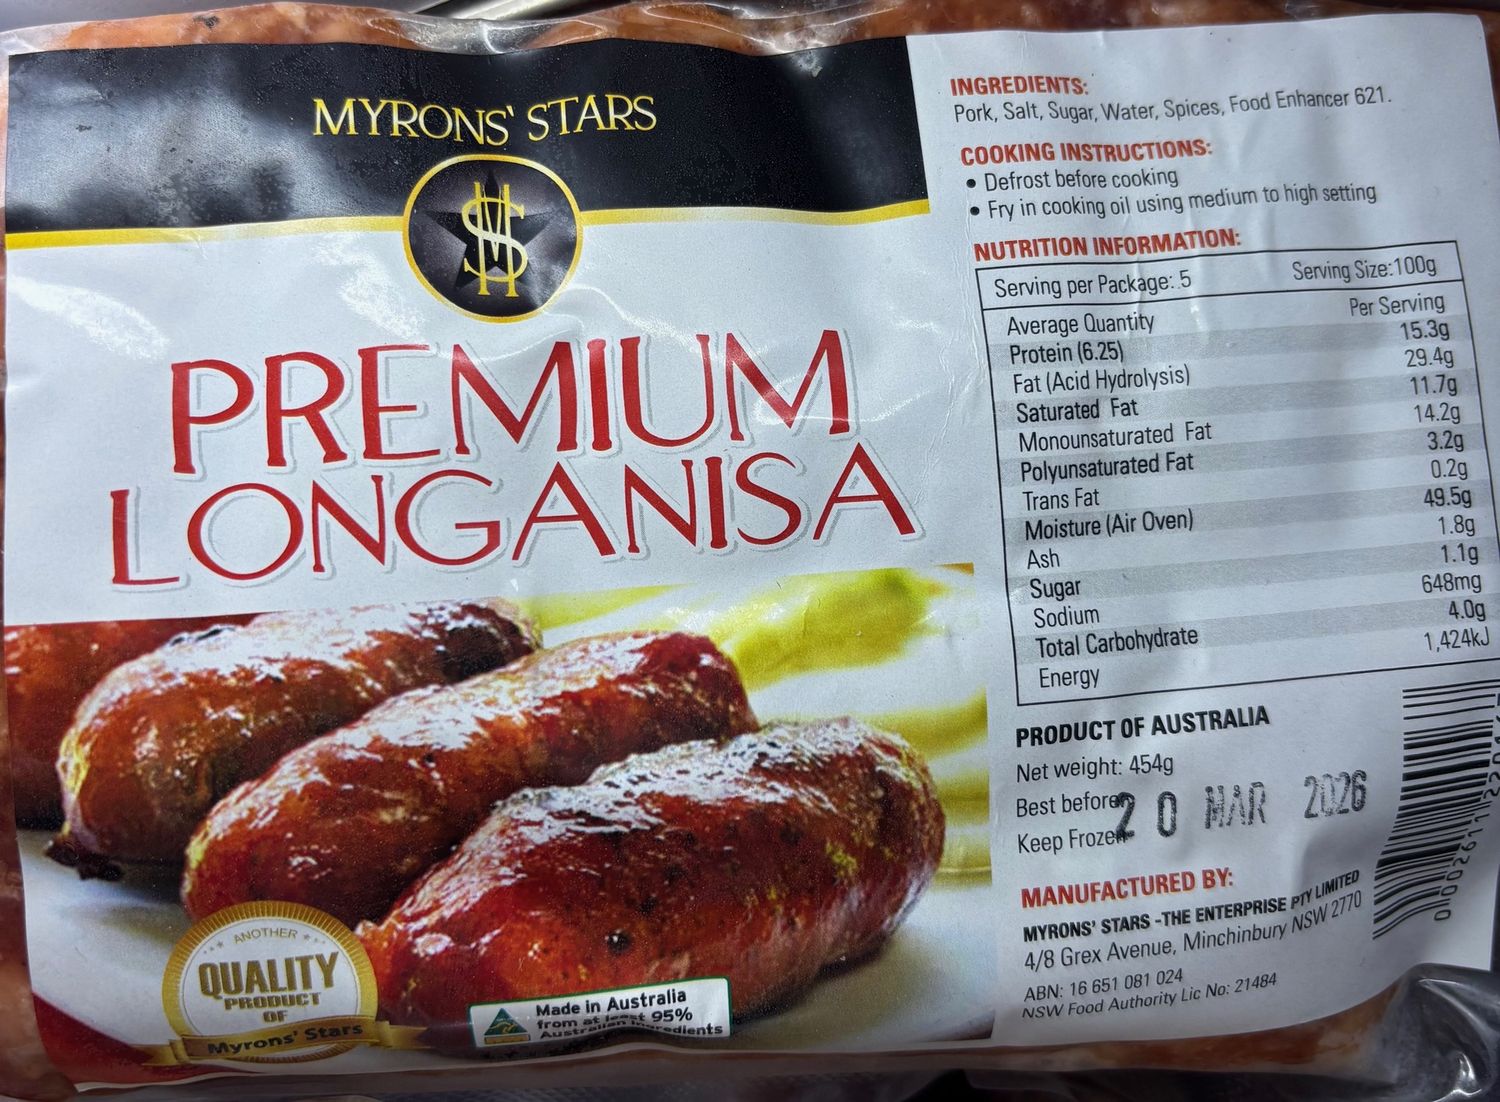 MYRONS' STARS
PREMIUM
LONGANISA
ANOTHER
QUALITY
PRODUCT
OF
Myrons' Stars
Made in Australia
from at least 95%
Australian ingredients
INGREDIENTS:
Pork, Salt, Sugar, Water, Spices, Food Enhancer 621.
COOKING INSTRUCTIONS:
• Defrost before cooking
• Fry in cooking oil using medium to high setting
NUTRITION INFORMATION:
Serving per Package: 5 Serving Size:100g
Average Quantity Per Serving
Protein (6.25) 15.3g
Fat (Acid Hydrolysis) 29.4g
Saturated Fat 11.7g
Monounsaturated Fat 14.2g
Polyunsaturated Fat 3.2g
Trans Fat 0.2g
Moisture (Air Oven) 49.5g
Ash 1.8g
Sugar 1.1g
Sodium 648mg
Total Carbohydrate 4.0g
Energy 1,424kJ
PRODUCT OF AUSTRALIA
Net weight: 454g
Best before 20 MAR 2026
Keep Frozen
MANUFACTURED BY:
MYRONS' STARS -THE ENTERPRISE PTY LIMITED
4/8 Grex Avenue, Minchinbury NSW 2770
ABN: 16 651 081 024
NSW Food Authority Lic No: 21484